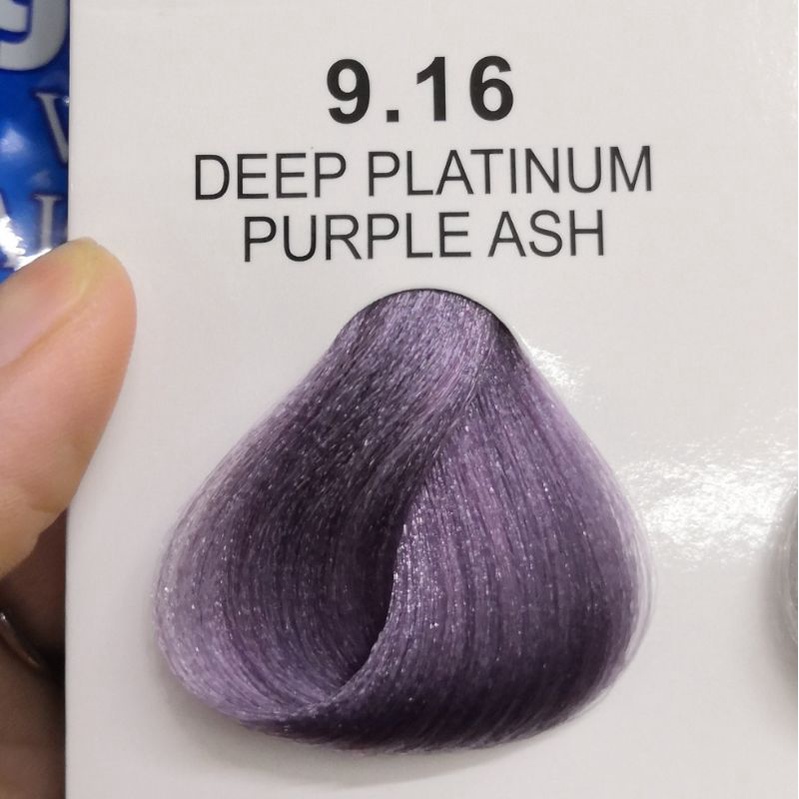 9.16
DEEP PLATINUM
PURPLE ASH